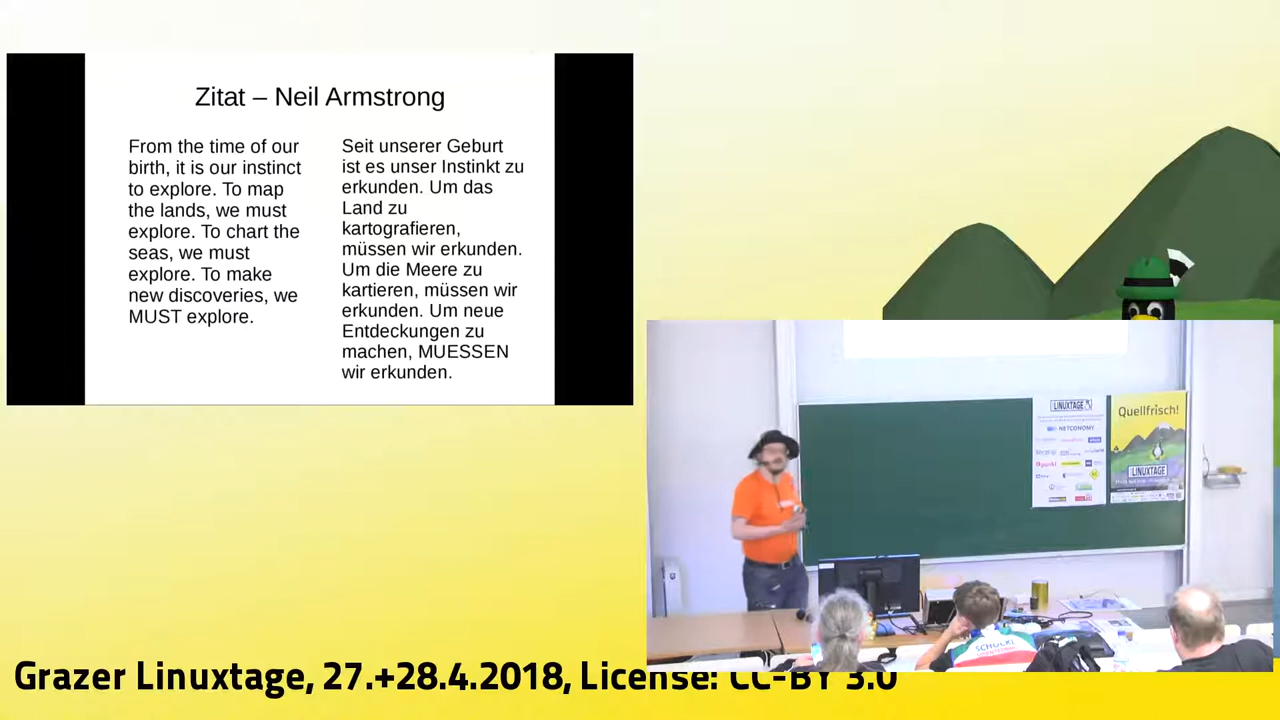 Zitat – Neil Armstrong
From the time of our
birth, it is our instinct
to explore. To map
the lands, we must
explore. To chart the
seas, we must
explore. To make
new discoveries, we
MUST explore.
Seit unserer Geburt
ist es unser Instinkt zu
erkunden. Um das
Land zu
kartografieren,
müssen wir erkunden.
Um die Meere zu
kartieren, müssen wir
erkunden. Um neue
Entdeckungen zu
machen, MUESSEN
wir erkunden.
LINUXTAGE
NETCONOMY
Quellfrisch!
LINUXTAGE
SCHÖCKL
Grazer Linuxtage, 27.+28.4.2018, License: CC-BY 3.0